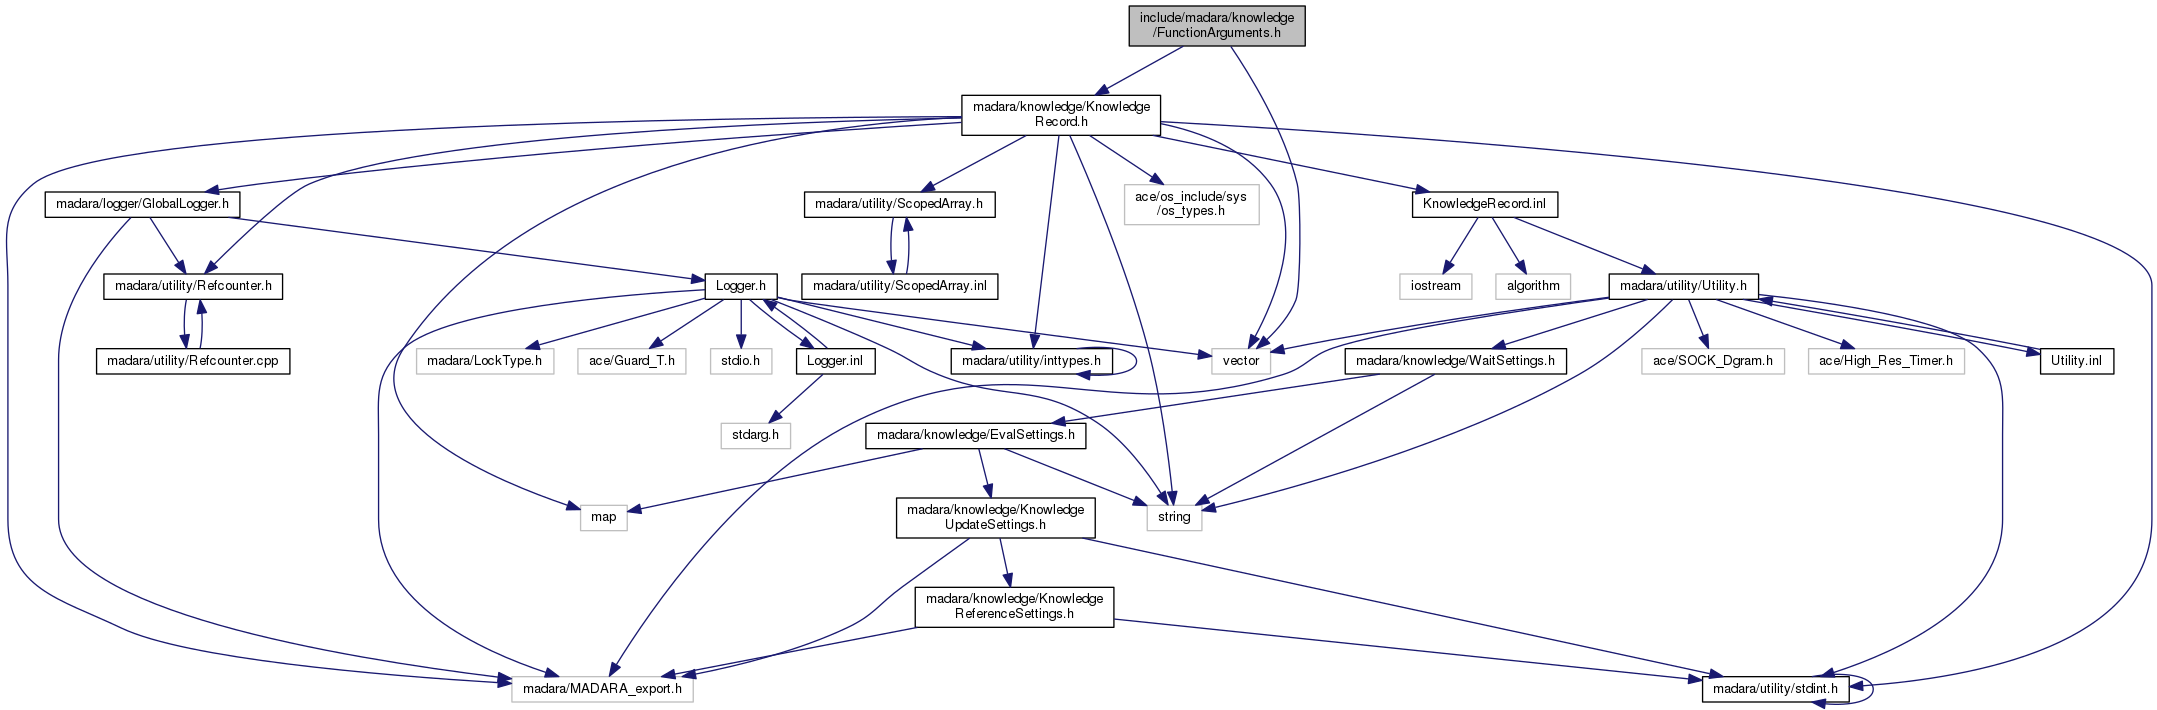 include/madara/knowledge
/FunctionArguments.h
madara/knowledge/Knowledge
Record.h
madara/logger/GlobalLogger.h
madara/utility/ScopedArray.h
ace/os_include/sys
/os_types.h
KnowledgeRecord.inl
madara/utility/Refcounter.h
Logger.h
madara/utility/ScopedArray.inl
iostream
algorithm
madara/utility/Utility.h
madara/utility/Refcounter.cpp
madara/LockType.h
ace/Guard_T.h
stdio.h
Logger.inl
madara/utility/inttypes.h
vector
madara/knowledge/WaitSettings.h
ace/SOCK_Dgram.h
ace/High_Res_Timer.h
Utility.inl
stdarg.h
madara/knowledge/EvalSettings.h
map
madara/knowledge/Knowledge
UpdateSettings.h
string
madara/knowledge/Knowledge
ReferenceSettings.h
madara/MADARA_export.h
madara/utility/stdint.h